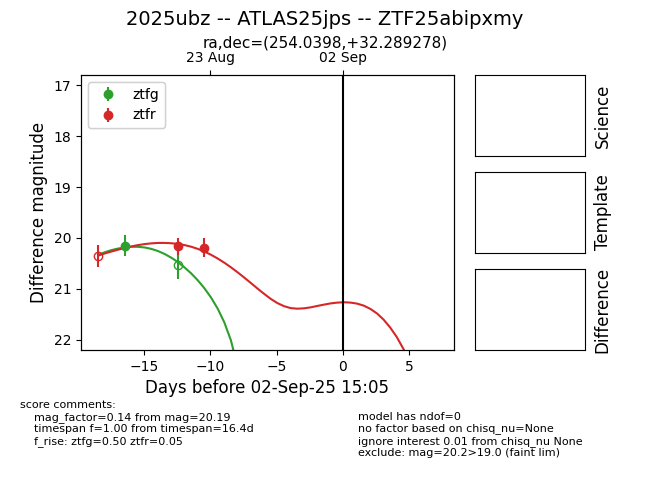 2025ubz -- ATLAS25jps -- ZTF25abipxmy
ra,dec=(254.0398,+32.289278)
23 Aug
02 Sep
17
18
19
20
21
22
Difference magnitude
ztfg
ztfr
−15
−10
−5
0
5
Days before 02-Sep-25 15:05
Science
Template
Difference
score comments:
mag_factor=0.14 from mag=20.19
timespan f=1.00 from timespan=16.4d
f_rise: ztfg=0.50 ztfr=0.05
model has ndof=0
no factor based on chisq_nu=None
ignore interest 0.01 from chisq_nu None
exclude: mag=20.2>19.0 (faint lim)